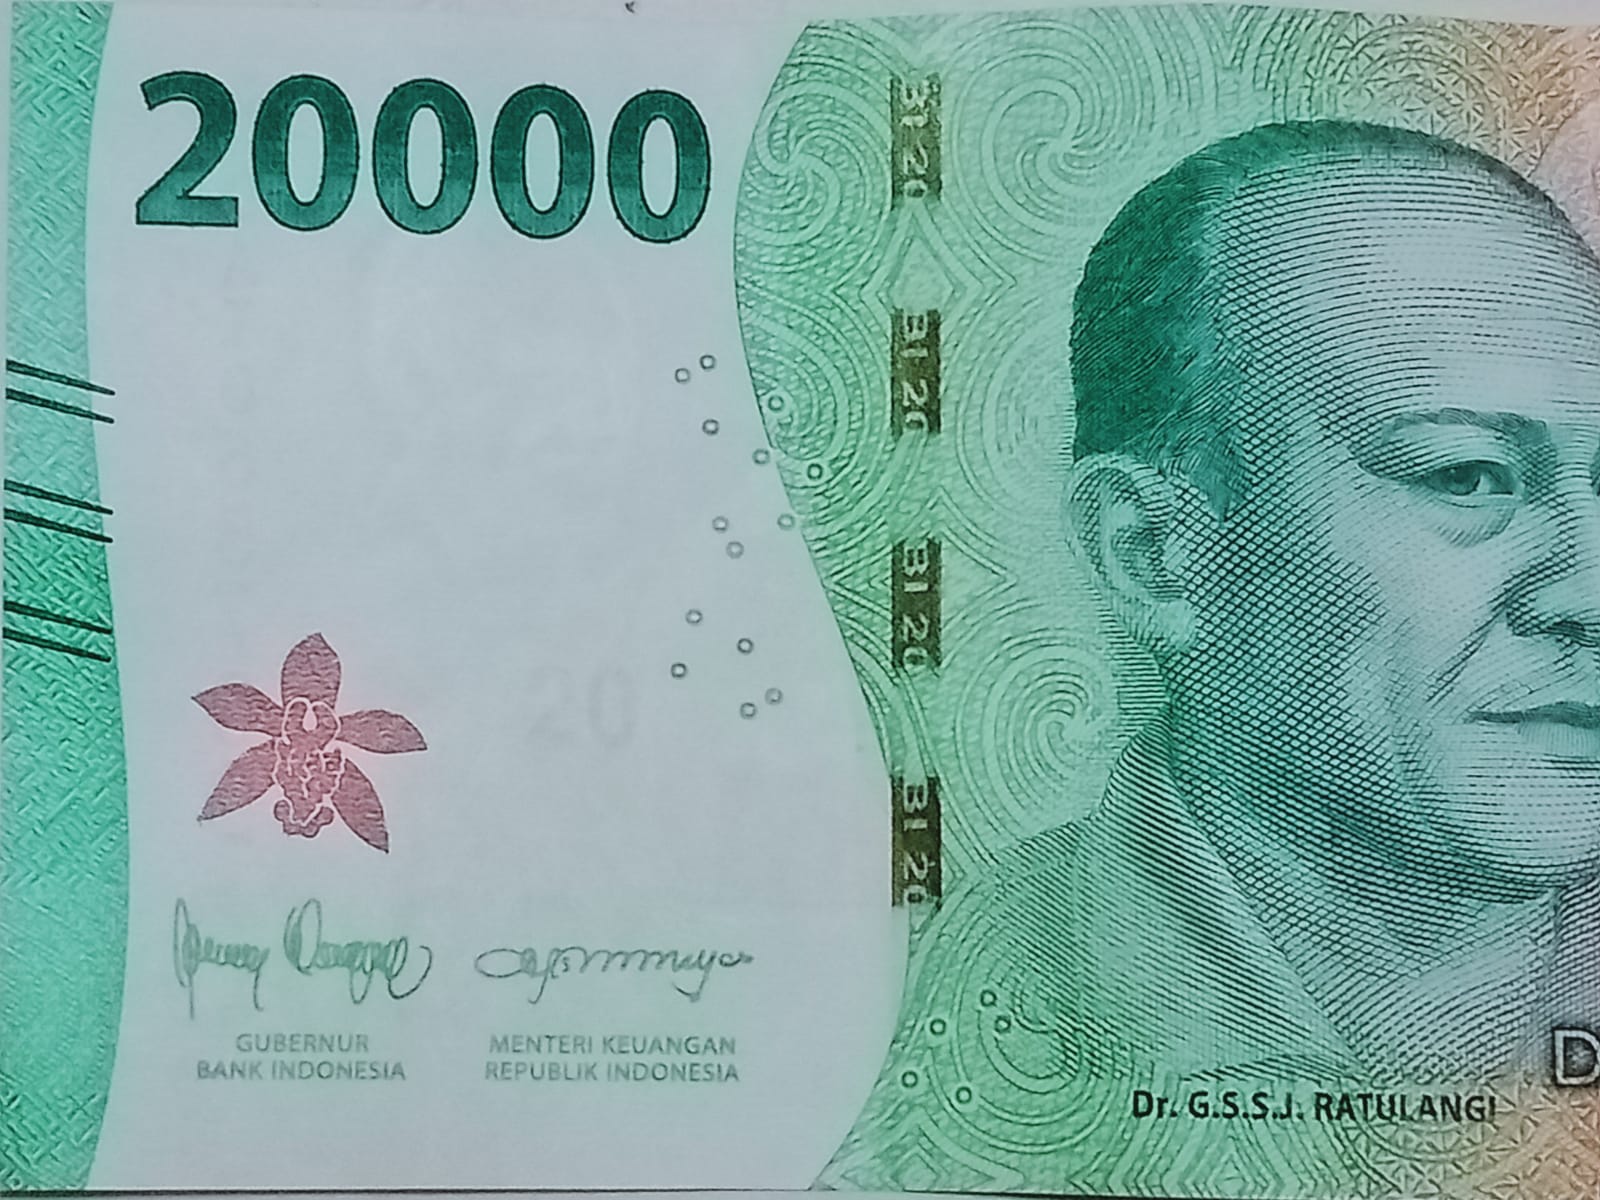 20000
BI 20
BI 20
BI 20
BI 20
20
GUBERNUR
BANK INDONESIA
MENTERI KEUANGAN
REPUBLIK INDONESIA
D
Dr. G.S.S.J. RATULANGI